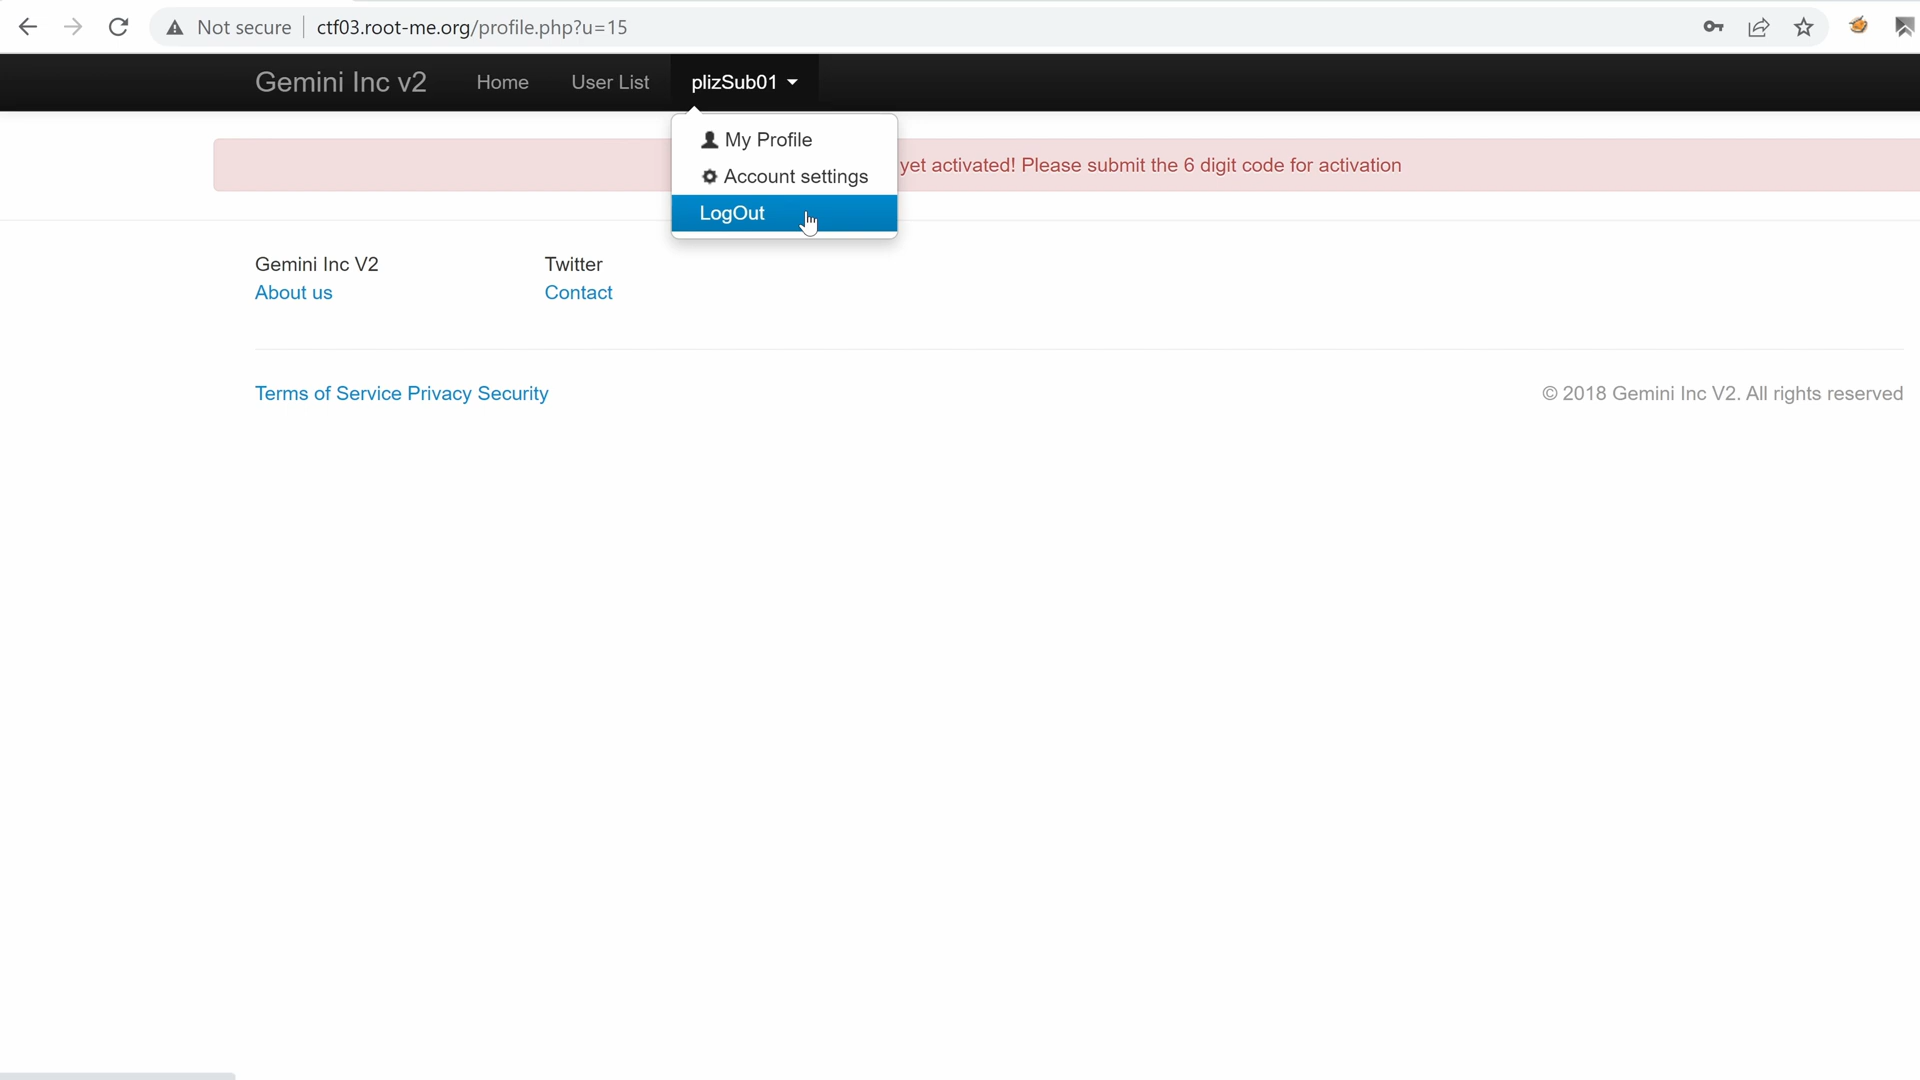 Not secure ctf03.root-me.org/profile.php?u=15
Gemini Inc v2 Home User List plizSub01
My Profile
yet activated! Please submit the 6 digit code for activation
Account settings
LogOut
Gemini Inc V2 Twitter
About us Contact
Terms of Service Privacy Security © 2018 Gemini Inc V2. All rights reserved